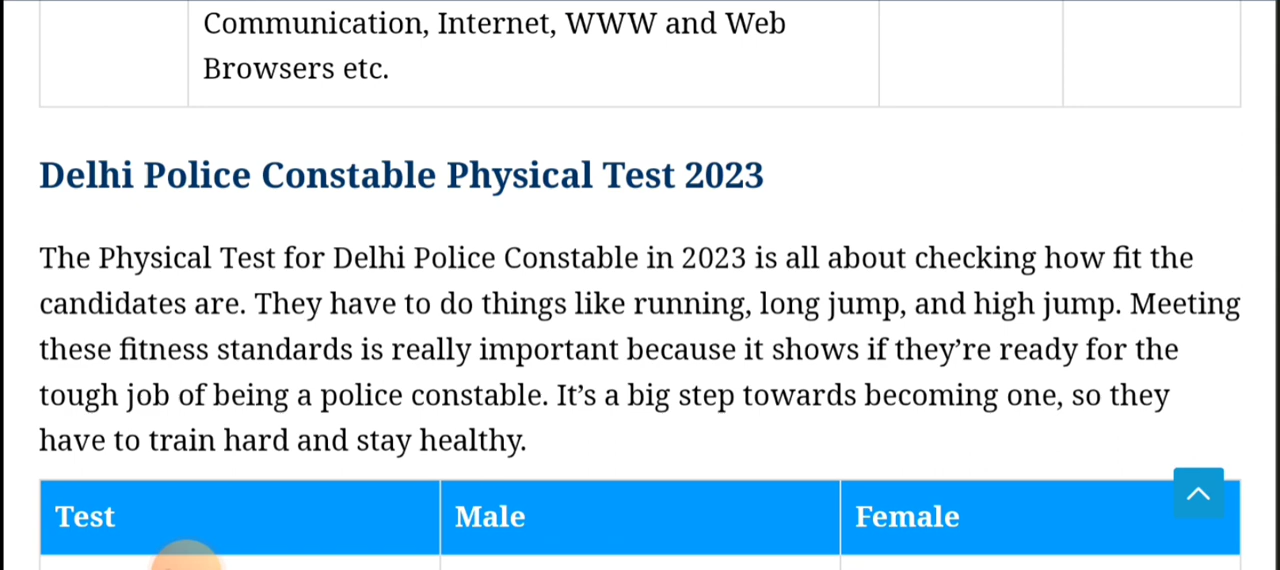 Communication, Internet, WWW and Web
Browsers etc.
Delhi Police Constable Physical Test 2023
The Physical Test for Delhi Police Constable in 2023 is all about checking how fit the
candidates are. They have to do things like running, long jump, and high jump. Meeting
these fitness standards is really important because it shows if they’re ready for the
tough job of being a police constable. It’s a big step towards becoming one, so they
have to train hard and stay healthy.
Test Male Female